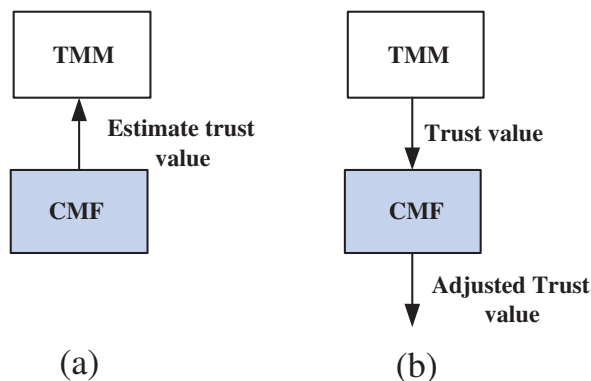 TMM
Estimate trust
value
CMF
(a)
TMM
Trust value
CMF
Adjusted Trust
value
(b)